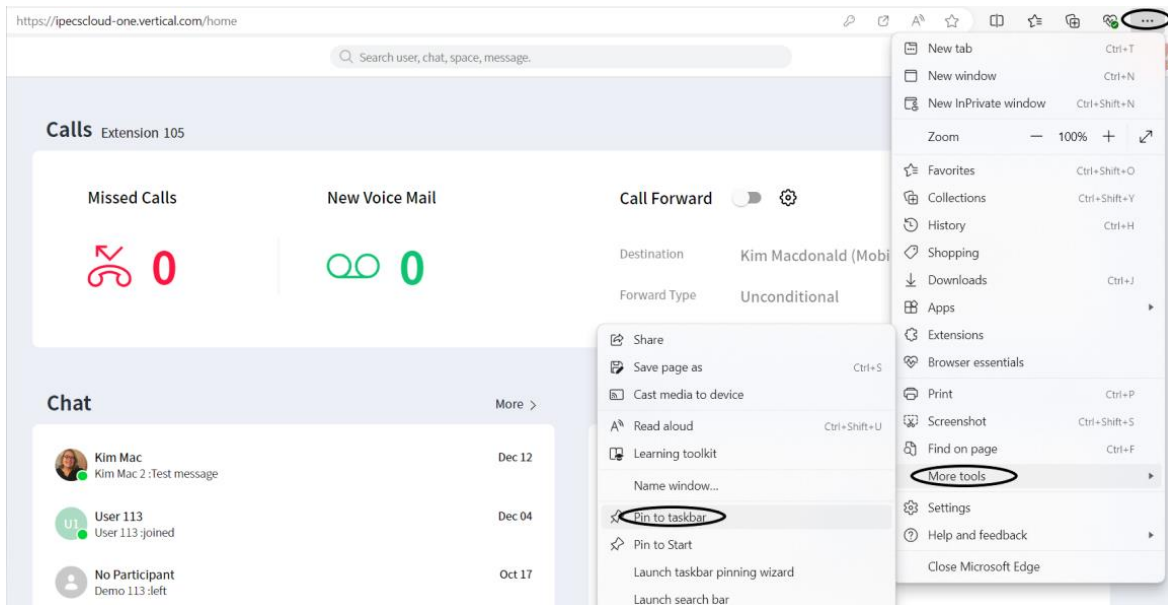 https://ipecscloud-one.vertical.com/home
Search user, chat, space, message.
Calls Extension 105
Missed Calls
0
New Voice Mail
0
Call Forward
Destination Kim Macdonald (Mobi
Forward Type Unconditional
Chat
More >
Kim Mac Dec 12
Kim Mac 2 :Test message
U1
User 113 Dec 04
User 113 :joined
No Participant Oct 17
Demo 113 :left
New tab Ctrl+T
New window Ctrl+N
New InPrivate window Ctrl+Shift+N
Zoom — 100% +
Favorites Ctrl+Shift+O
Collections Ctrl+Shift+Y
History Ctrl+H
Shopping
Downloads Ctrl+J
Apps
Extensions
Browser essentials
Print Ctrl+P
Screenshot Ctrl+Shift+S
Find on page Ctrl+F
More tools
Settings
Help and feedback
Close Microsoft Edge
Share
Save page as Ctrl+S
Cast media to device
Read aloud Ctrl+Shift+U
Learning toolkit
Name window...
Pin to taskbar
Pin to Start
Launch taskbar pinning wizard
Launch search bar